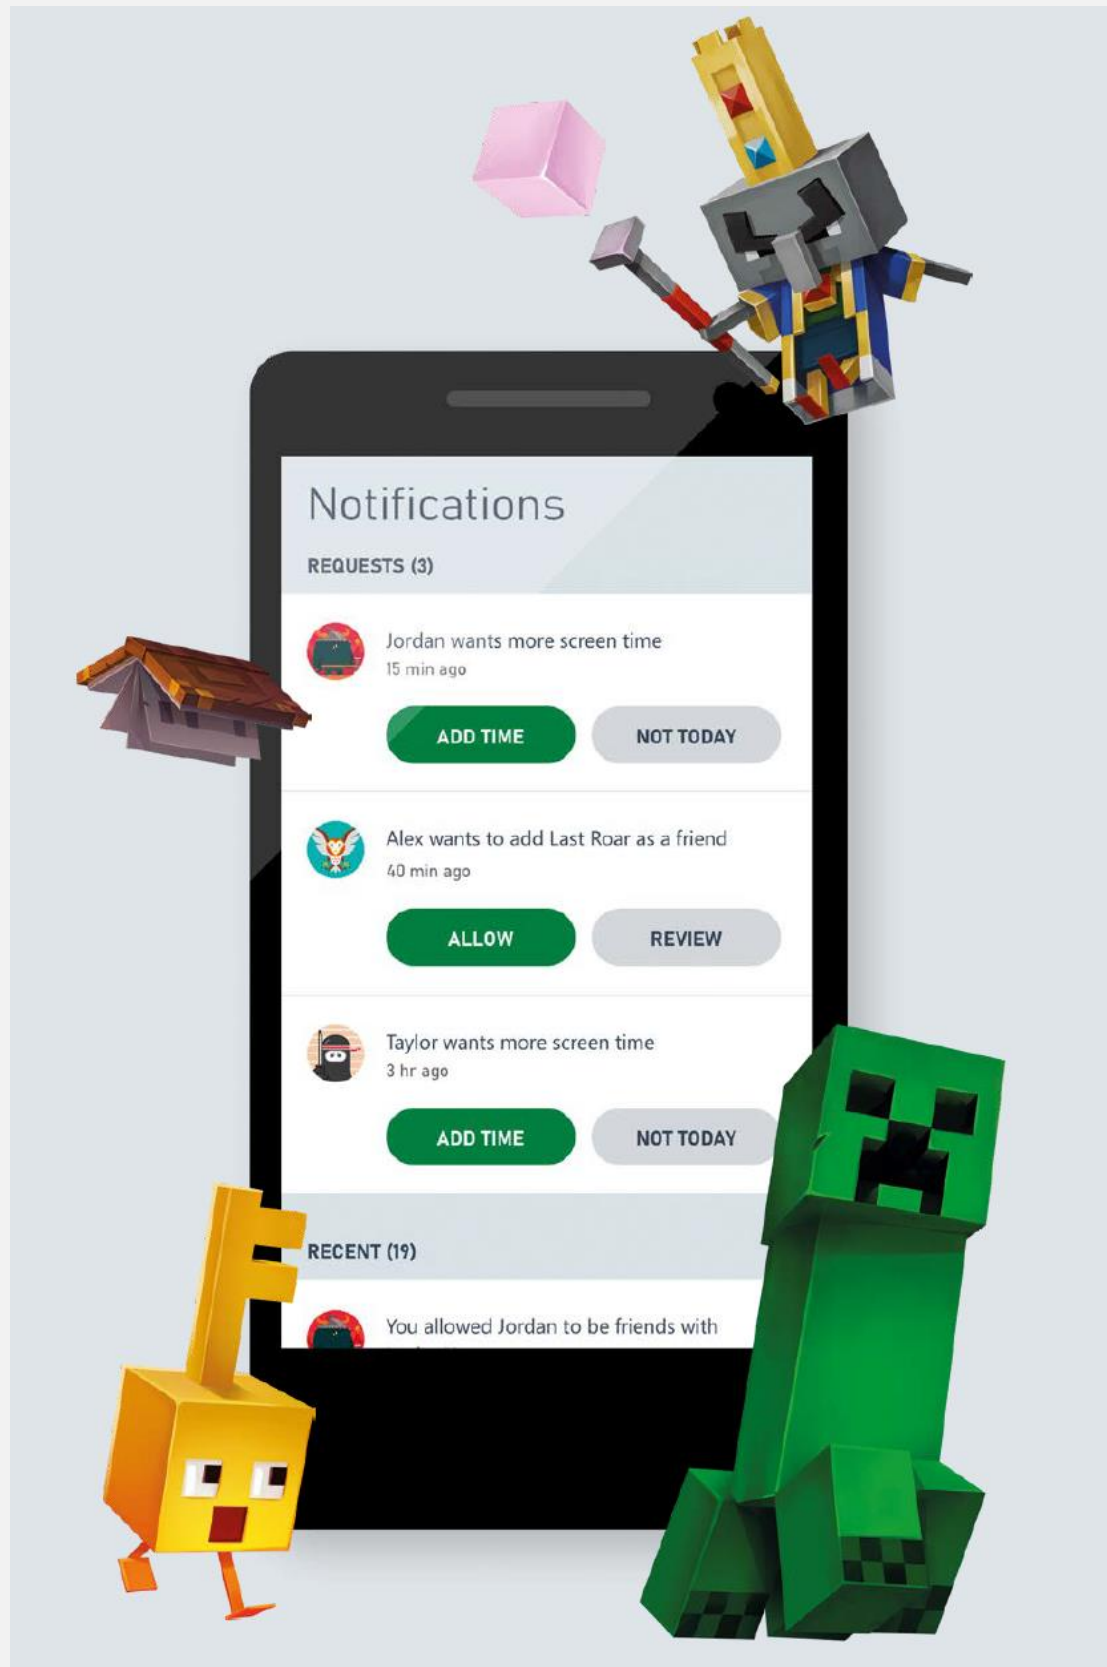 Notifications
REQUESTS (3)
Jordan wants more screen time
15 min ago
ADD TIME NOT TODAY
Alex wants to add Last Roar as a friend
40 min ago
ALLOW REVIEW
Taylor wants more screen time
3 hr ago
ADD TIME NOT TODAY
RECENT (19)
You allowed Jordan to be friends with